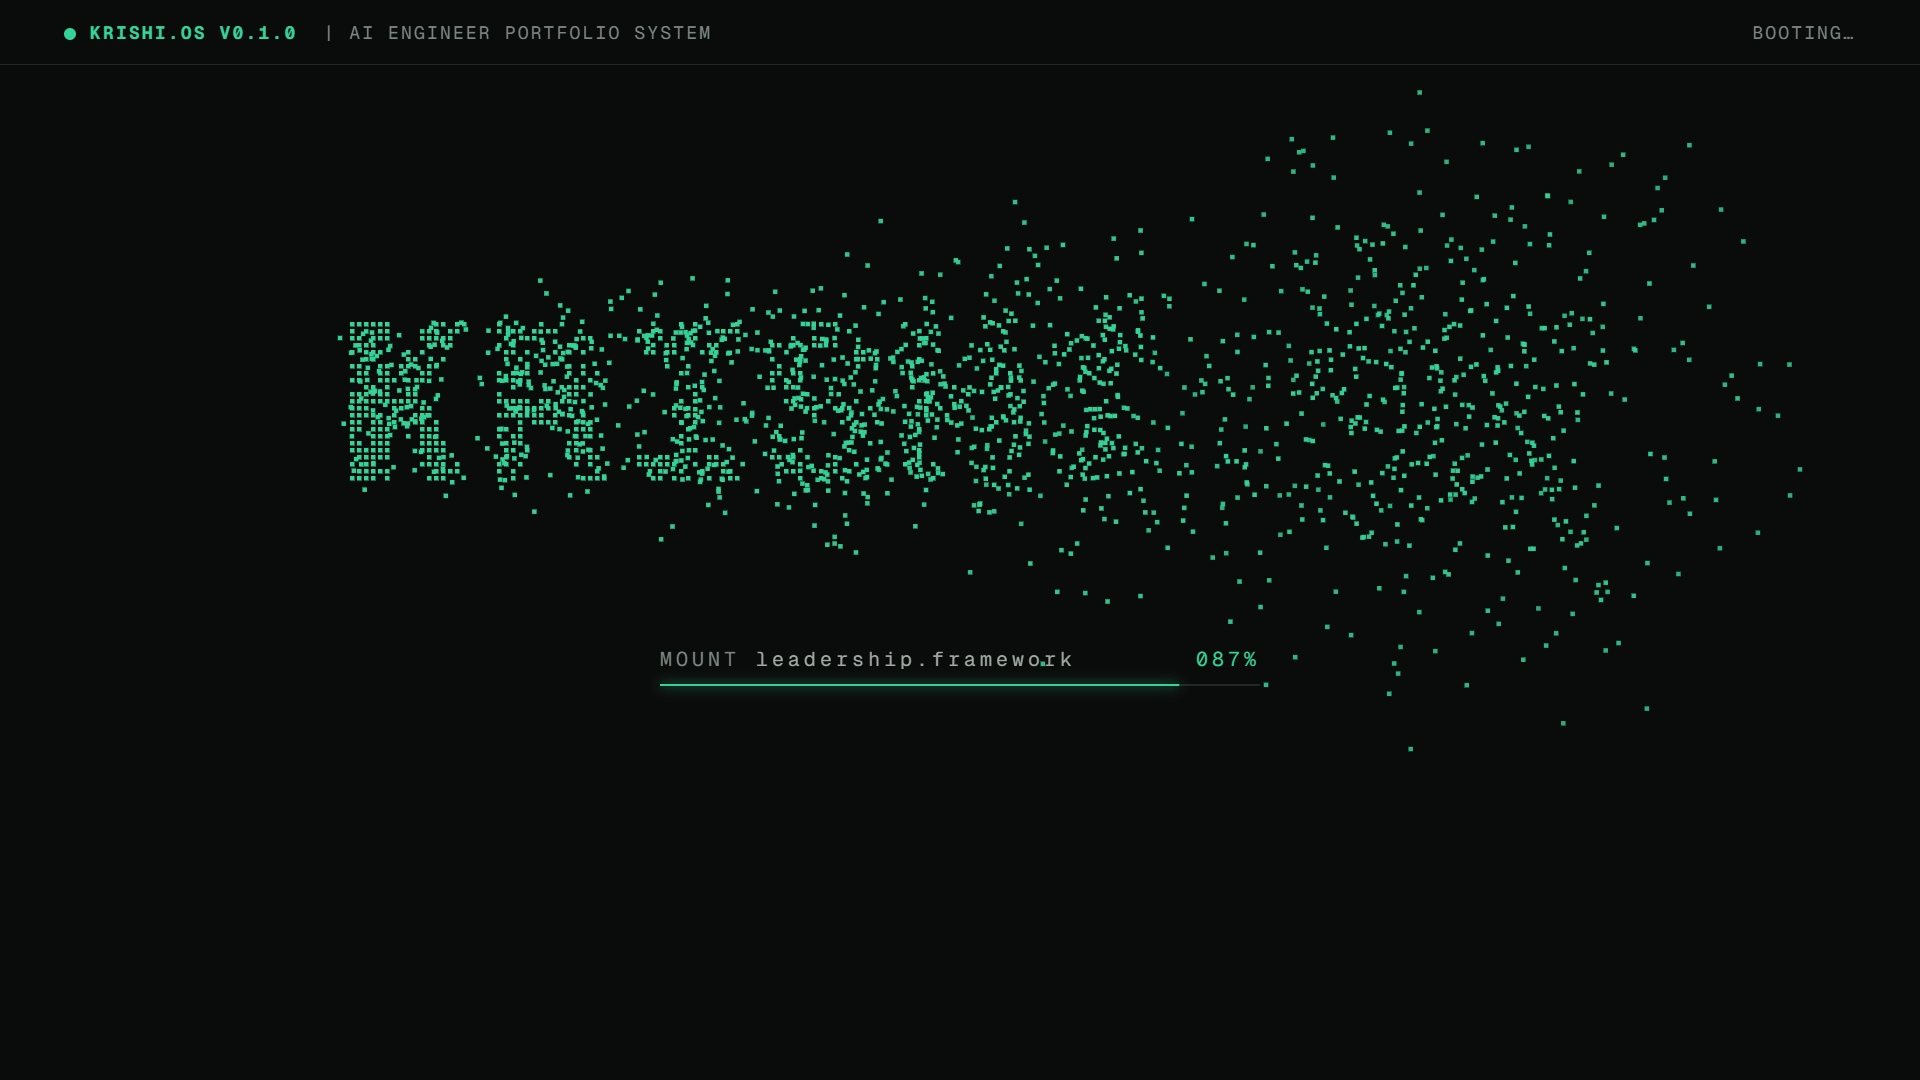 KRISHI.OS V0.1.0 | AI ENGINEER PORTFOLIO SYSTEM
BOOTING…
MOUNT leadership.framework 087%